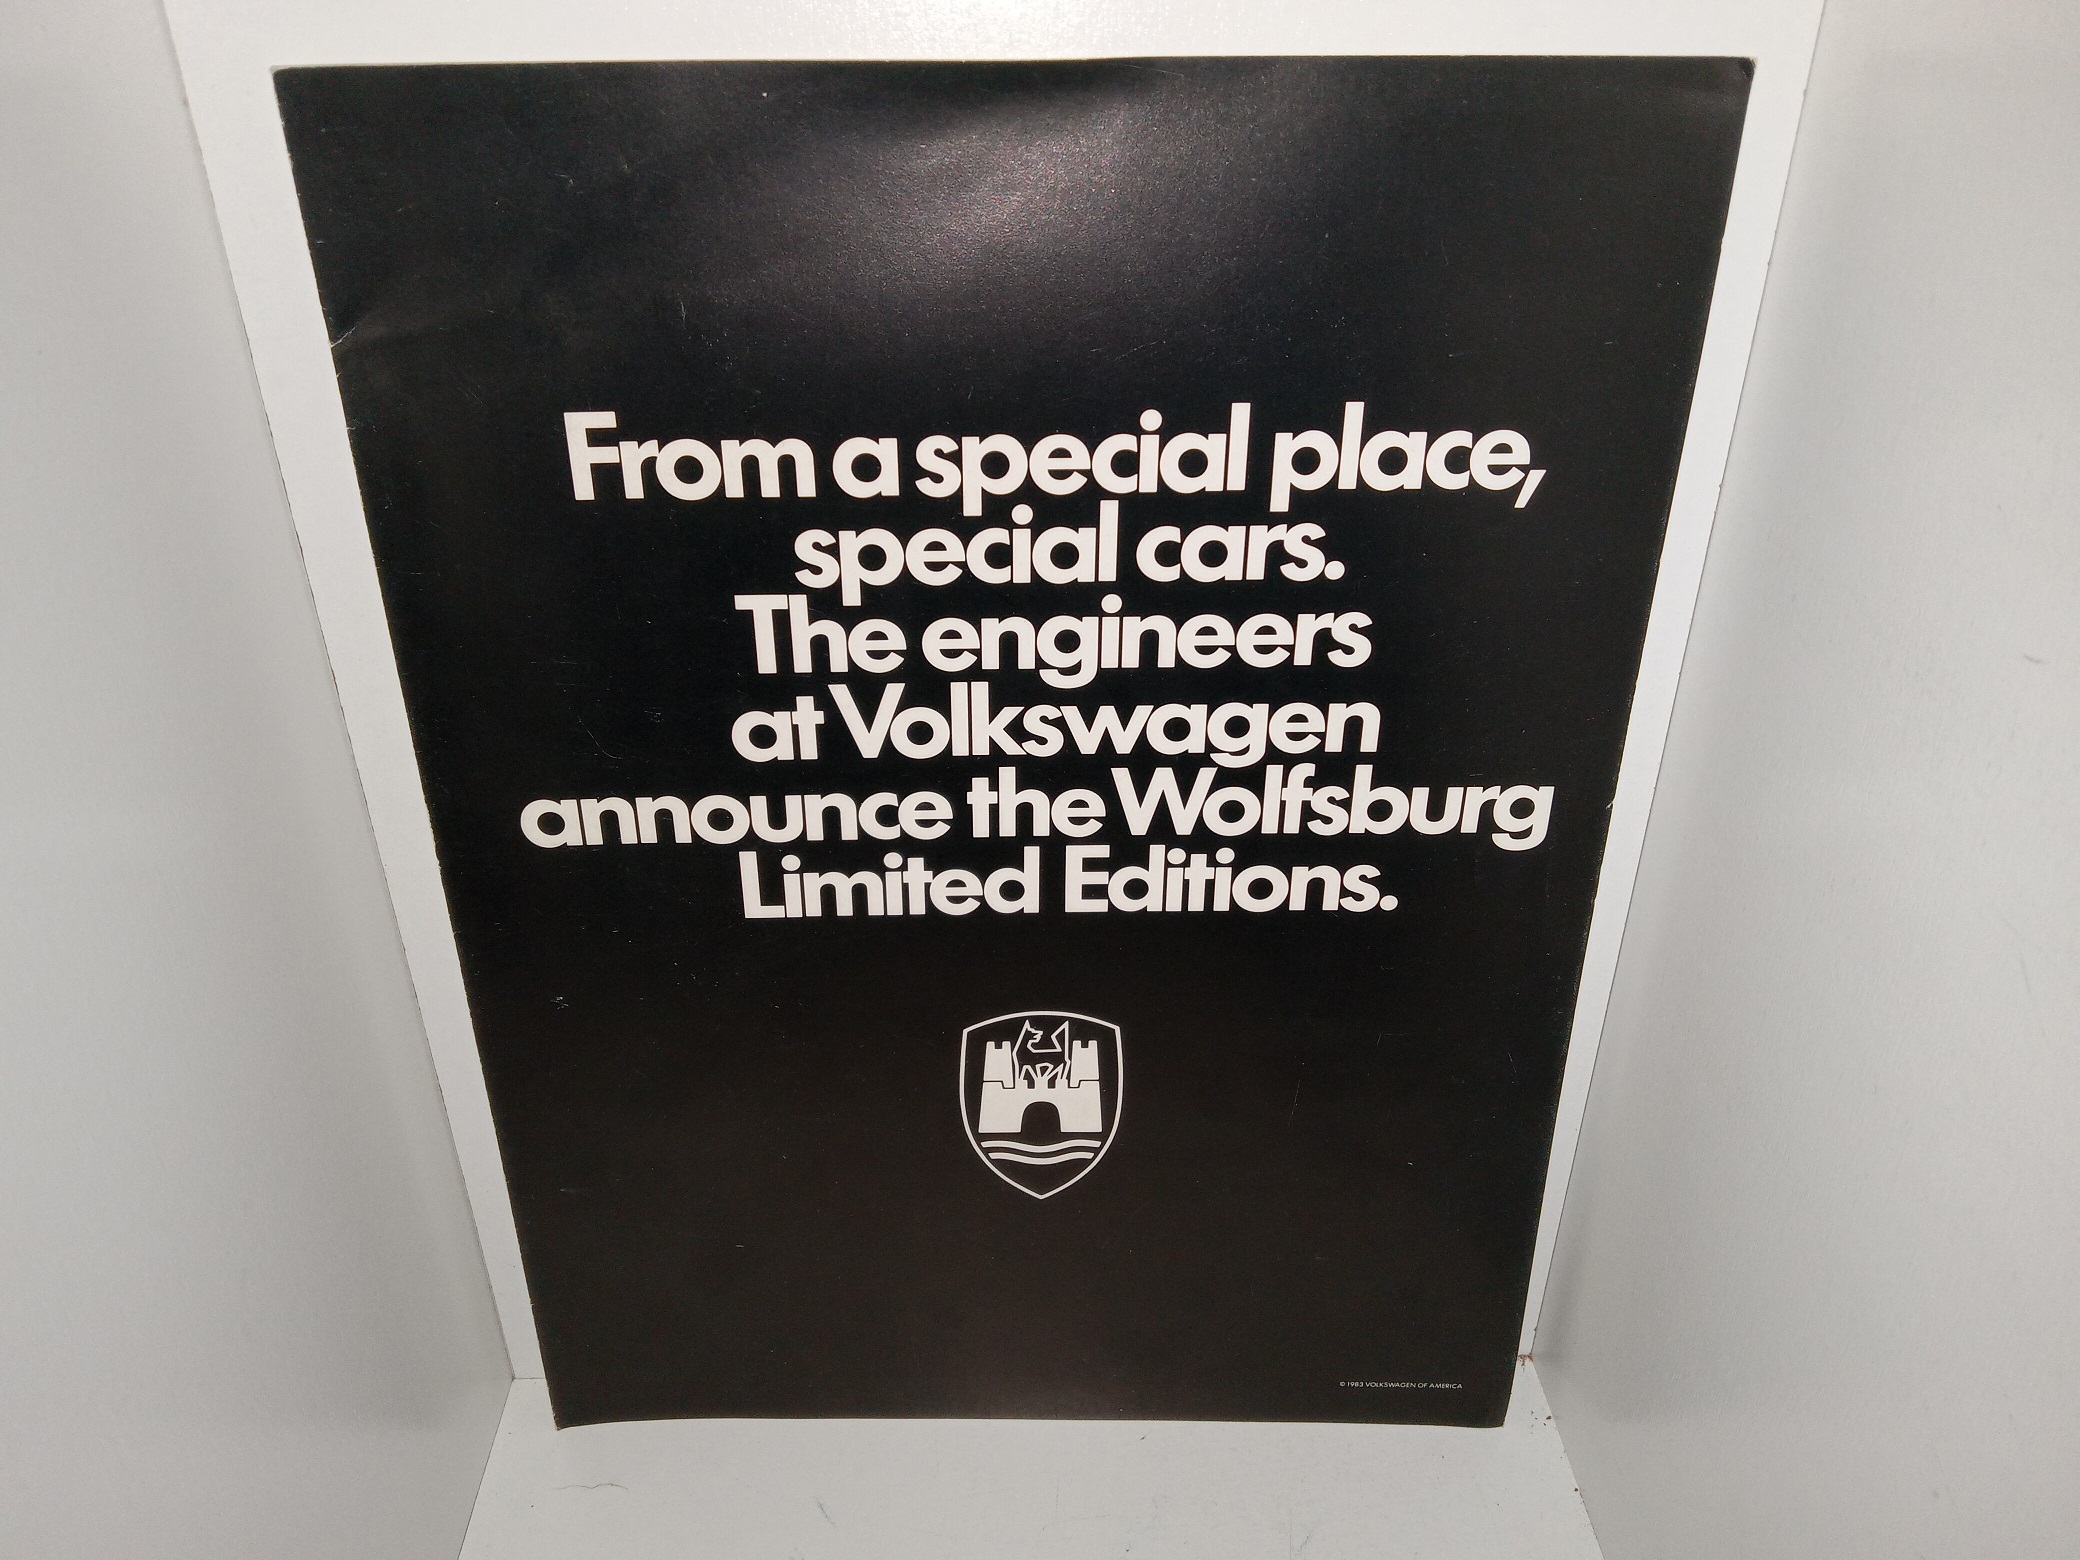 From a special place,
special cars.
The engineers
at Volkswagen
announce the Wolfsburg
Limited Editions.
© 1983 VOLKSWAGEN OF AMERICA